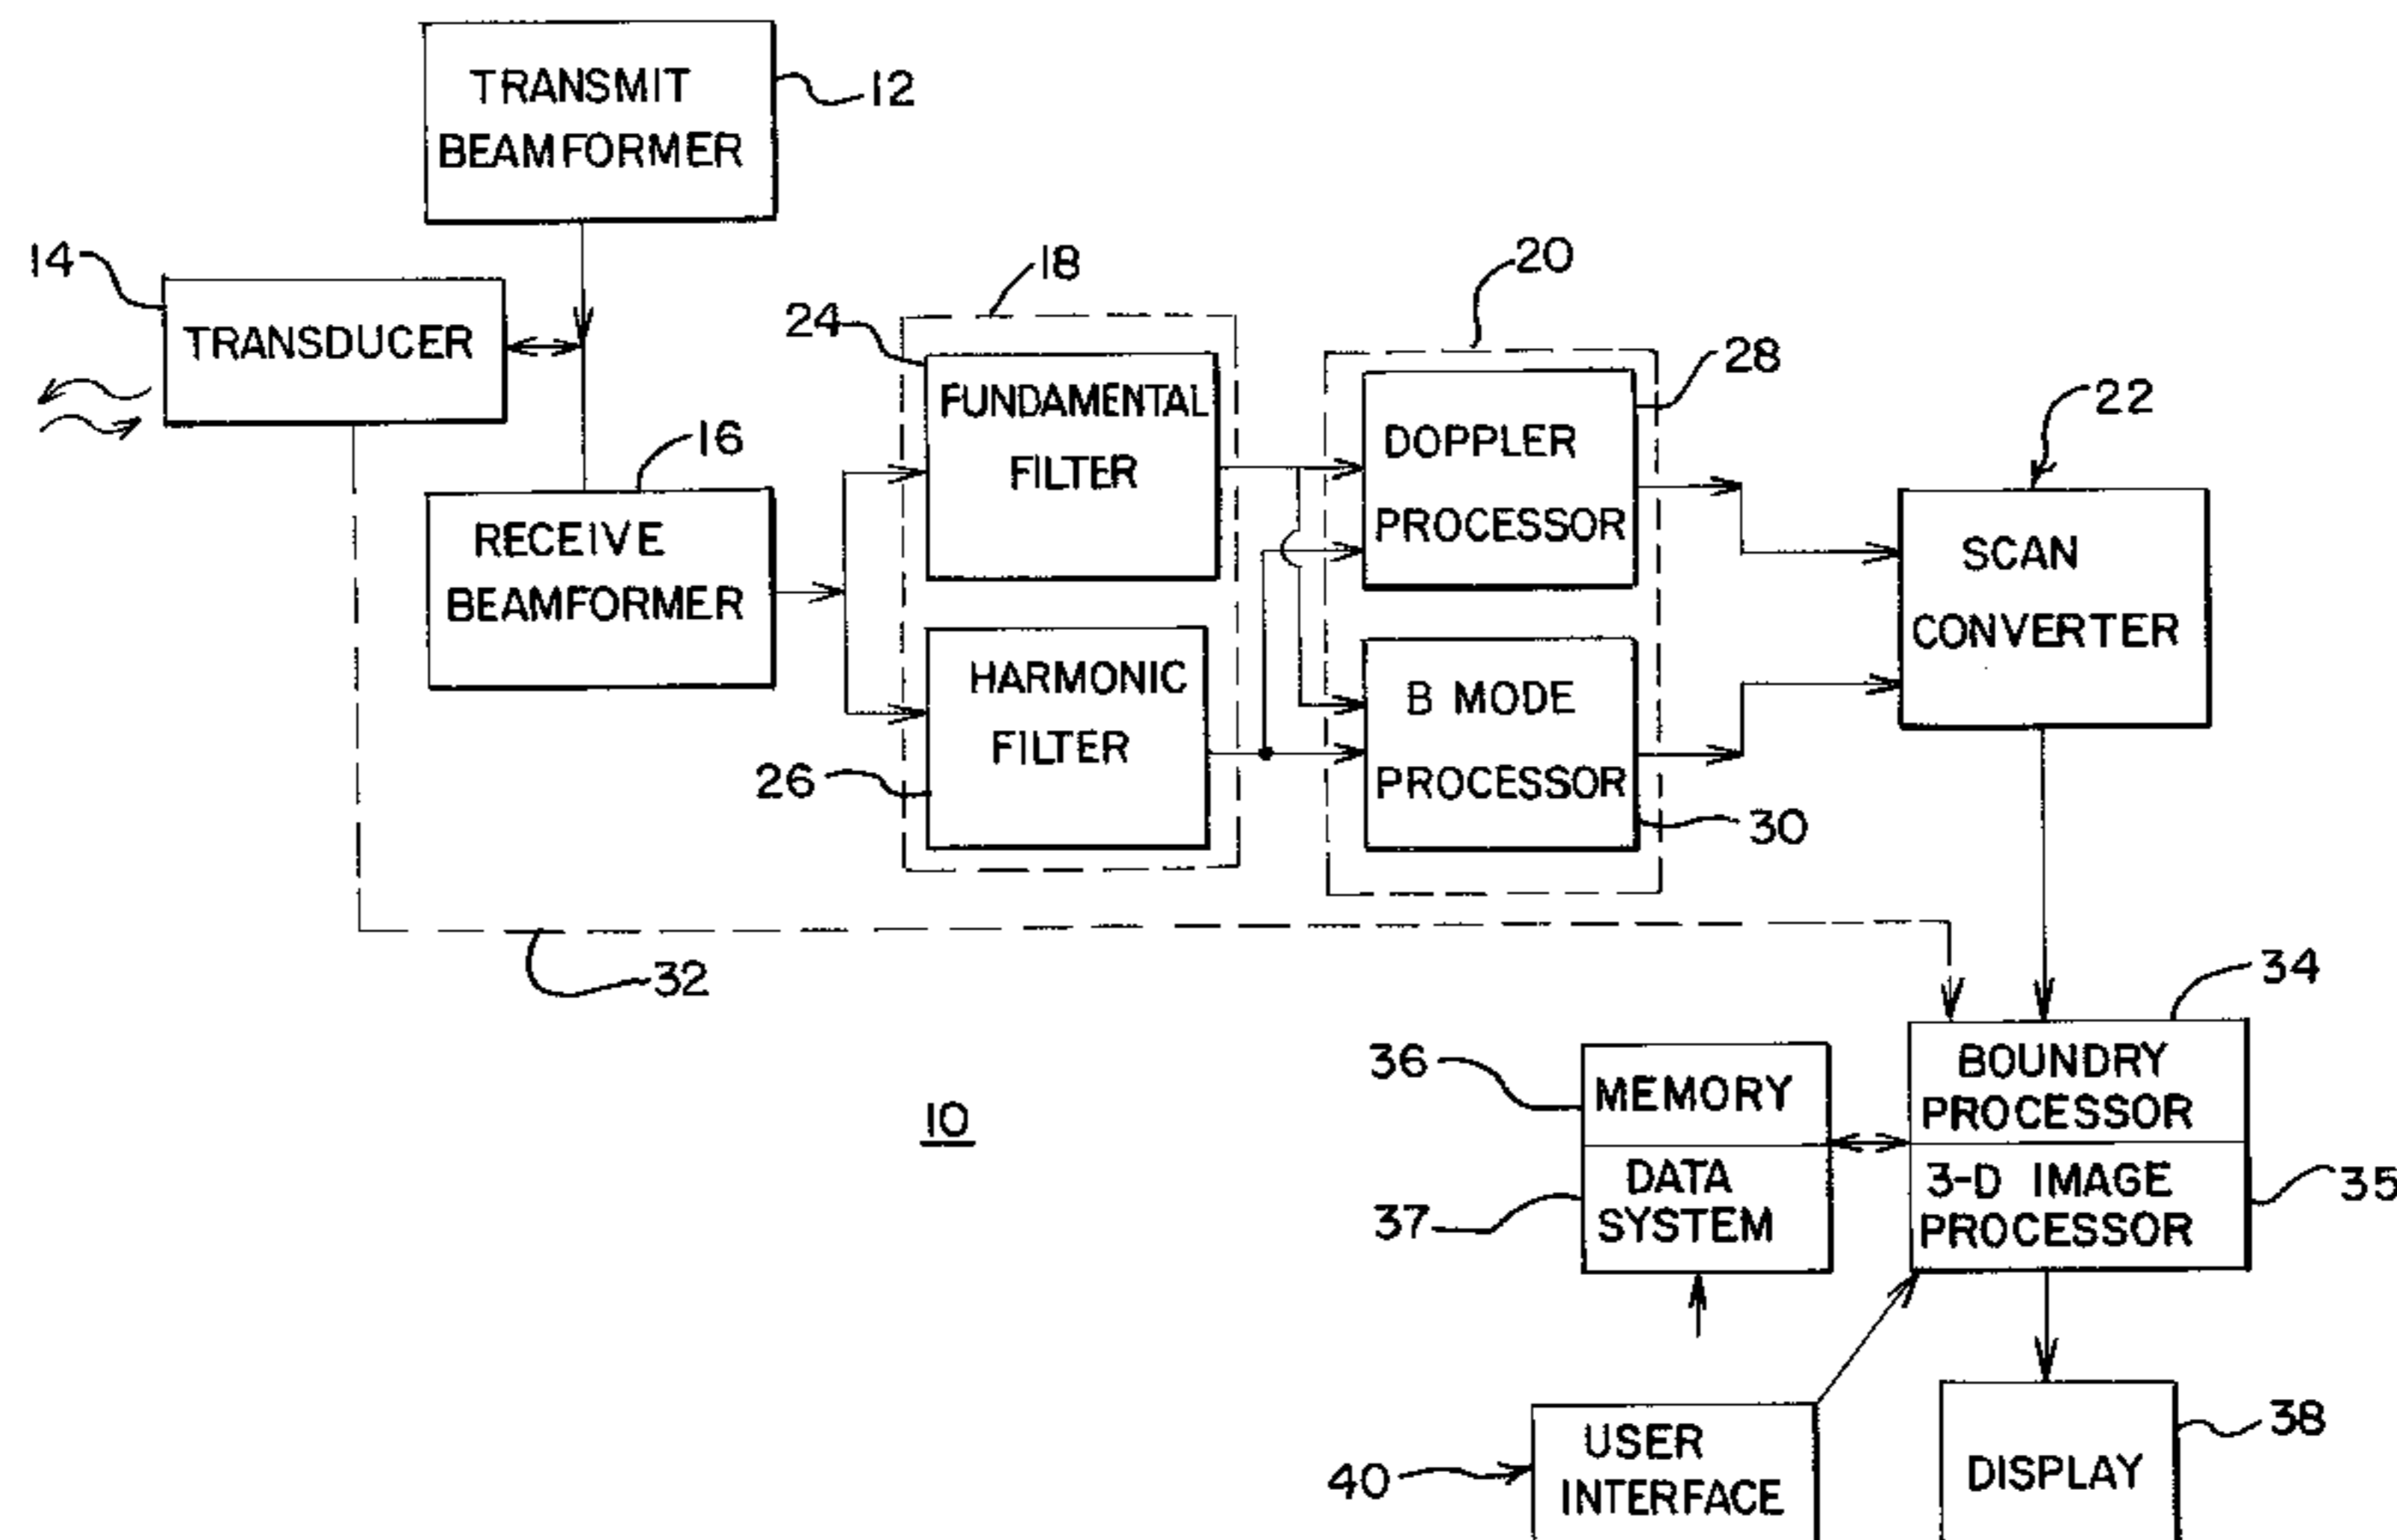 TRANSMIT
BEAMFORMER
12
14
TRANSDUCER
16
RECEIVE
BEAMFORMER
18
24
FUNDAMENTAL
FILTER
HARMONIC
FILTER
26
20
28
DOPPLER
PROCESSOR
B MODE
PROCESSOR
30
22
SCAN
CONVERTER
32
34
BOUNDRY
PROCESSOR
3-D IMAGE
PROCESSOR
35
36
MEMORY
DATA
SYSTEM
37
10
40
USER
INTERFACE
DISPLAY
38